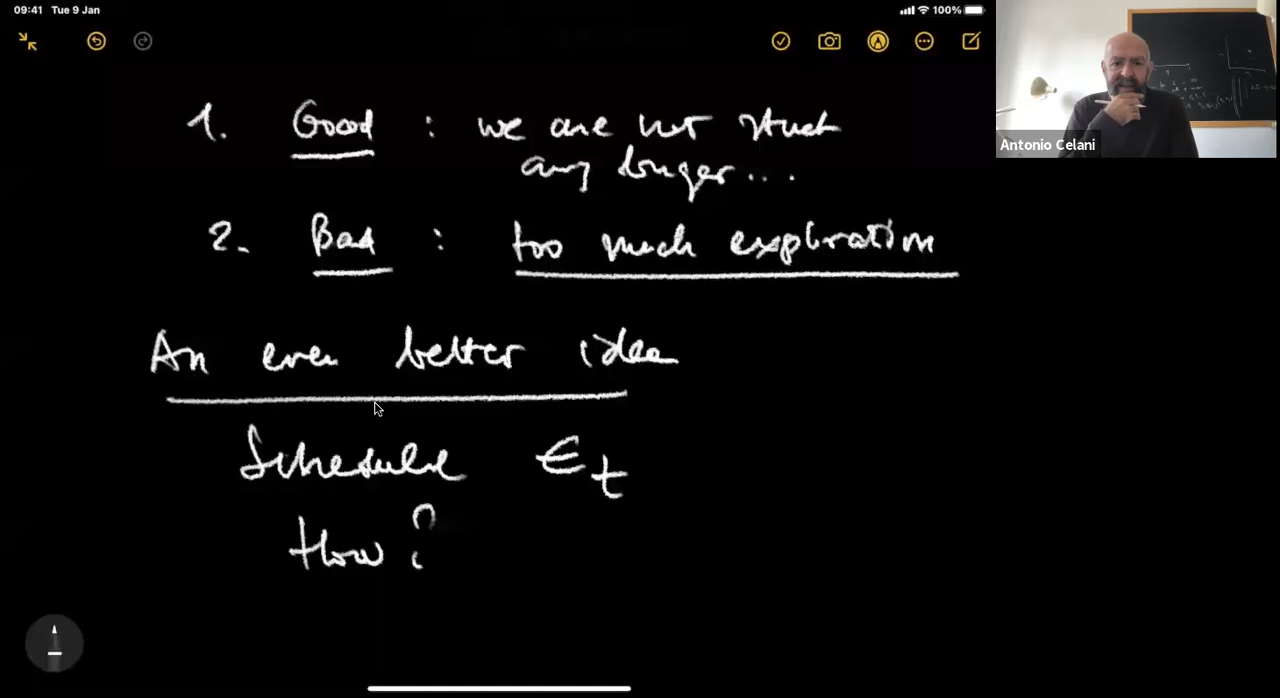 09:41 Tue 9 Jan 100%
1. Good : we are not stuck
any longer...
2. Bad : too much exploration
An even better idea
Schedule ϵt
How?
Antonio Celani